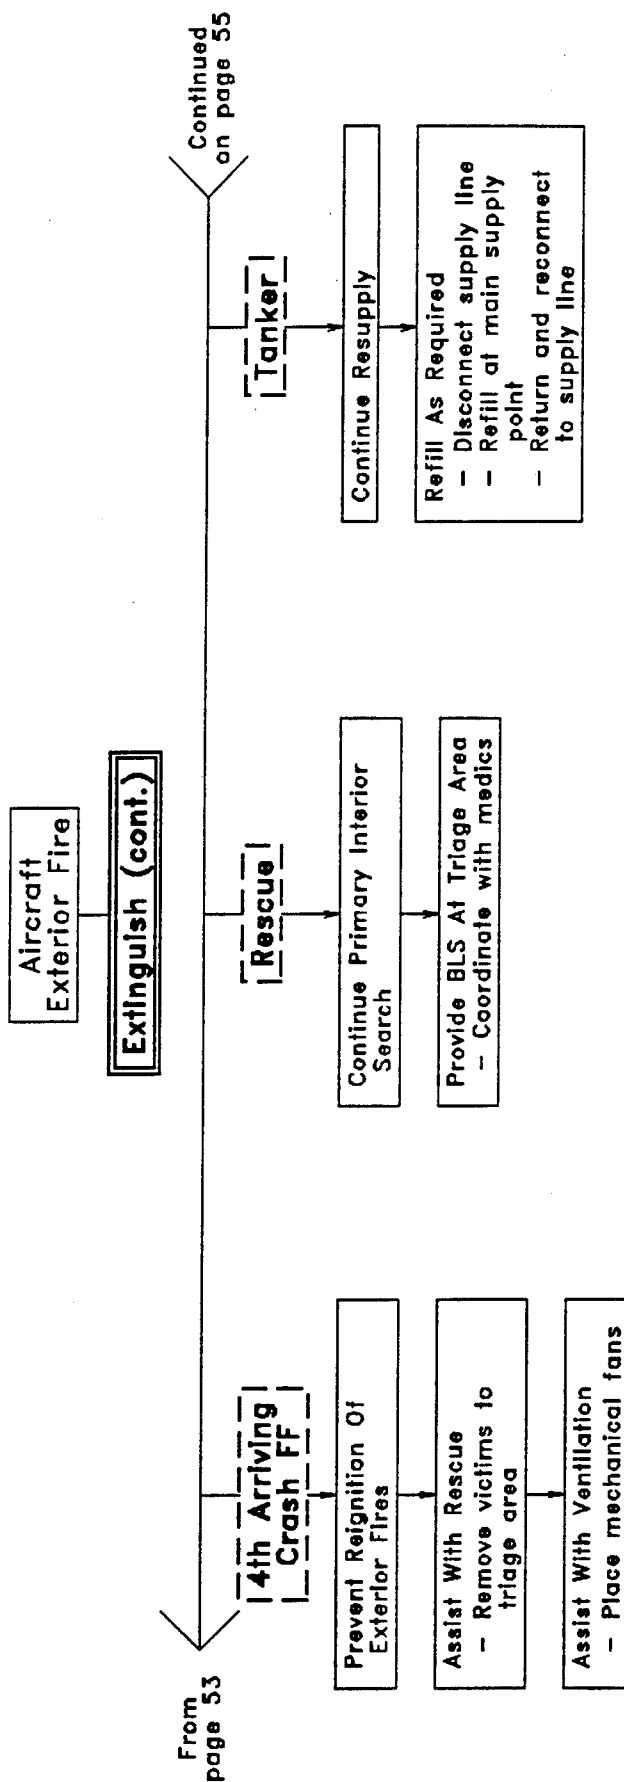 Aircraft
Exterior Fire
Extinguish (cont.)
From
page 53
Continued
on page 55
4th Arriving
Crash FF
Prevent Reignition Of
Exterior Fires
Assist With Rescue
- Remove victims to
triage area
Assist With Ventilation
- Place mechanical fans
Rescue
Continue Primary Interior
Search
Provide BLS At Triage Area
- Coordinate with medics
Tanker
Continue Resupply
Refill As Required
- Disconnect supply line
- Refill at main supply
point
- Return and reconnect
to supply line